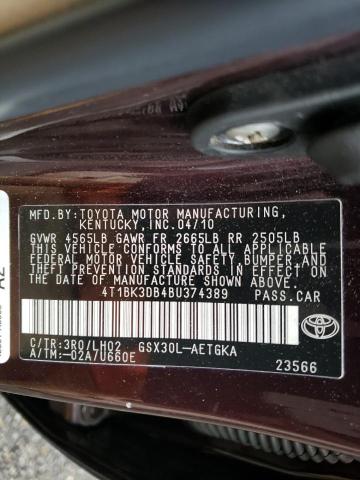 MFD.BY:TOYOTA MOTOR MANUFACTURING,
KENTUCKY,INC.04/10
GVWR 4565LB GAWR FR 2665LB RR 2505LB
THIS VEHICLE CONFORMS TO ALL APPLICABLE
FEDERAL MOTOR VEHICLE SAFETY, BUMPER, AND
THEFT PREVENTION STANDARDS IN EFFECT ON
THE DATE OF MANUFACTURE SHOWN ABOVE.
4T1BK3DB4BU374389 PASS.CAR
C/TR:3R0/LH02 GSX30L-AETGKA
A/TM:-02A/U660E
23566
TOYOTA
A2